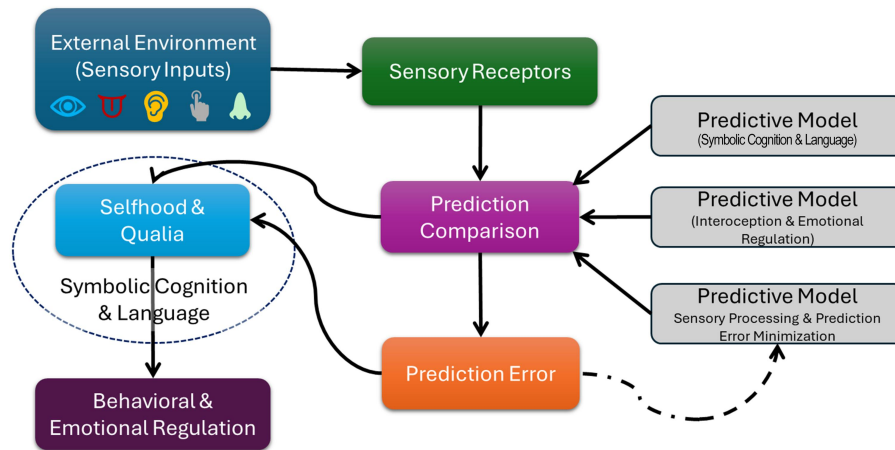 External Environment
(Sensory Inputs)
Sensory Receptors
Predictive Model
(Symbolic Cognition & Language)
Selfhood &
Qualia
Prediction
Comparison
Predictive Model
(Interoception & Emotional
Regulation)
Symbolic Cognition
& Language
Predictive Model
Sensory Processing & Prediction
Error Minimization
Prediction Error
Behavioral &
Emotional Regulation